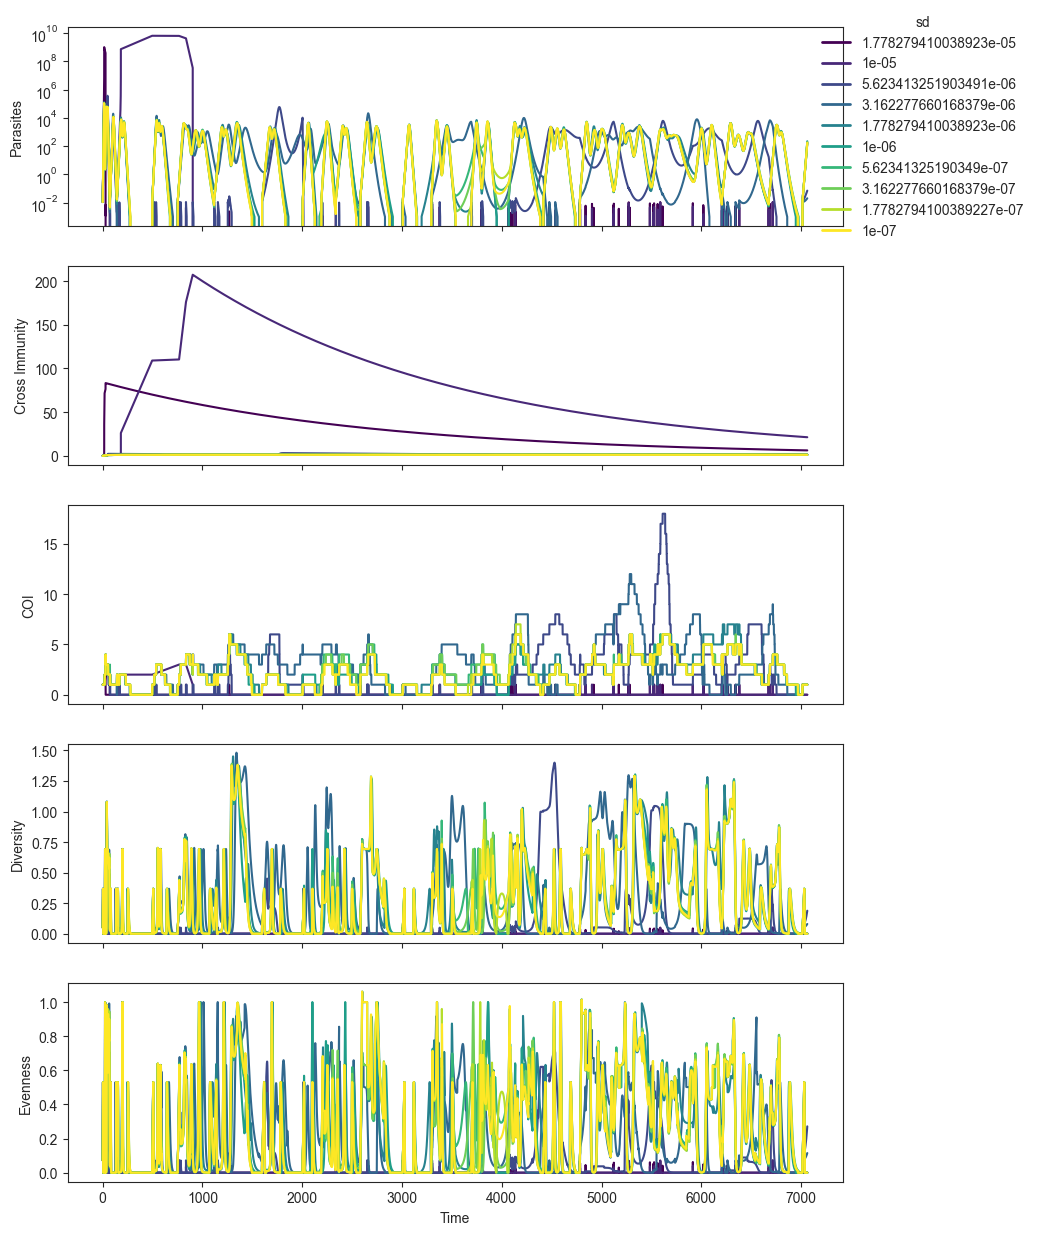 sd
1.778279410038923e-05
1e-05
5.623413251903491e-06
3.162277660168379e-06
1.778279410038923e-06
1e-06
5.62341325190349e-07
3.162277660168379e-07
1.7782794100389227e-07
1e-07
Parasites
10^10
10^8
10^6
10^4
10^2
10^0
10^−2
Cross Immunity
200
150
100
50
0
COI
15
10
5
0
Diversity
1.50
1.25
1.00
0.75
0.50
0.25
0.00
Evenness
1.0
0.8
0.6
0.4
0.2
0.0
0 1000 2000 3000 4000 5000 6000 7000
Time